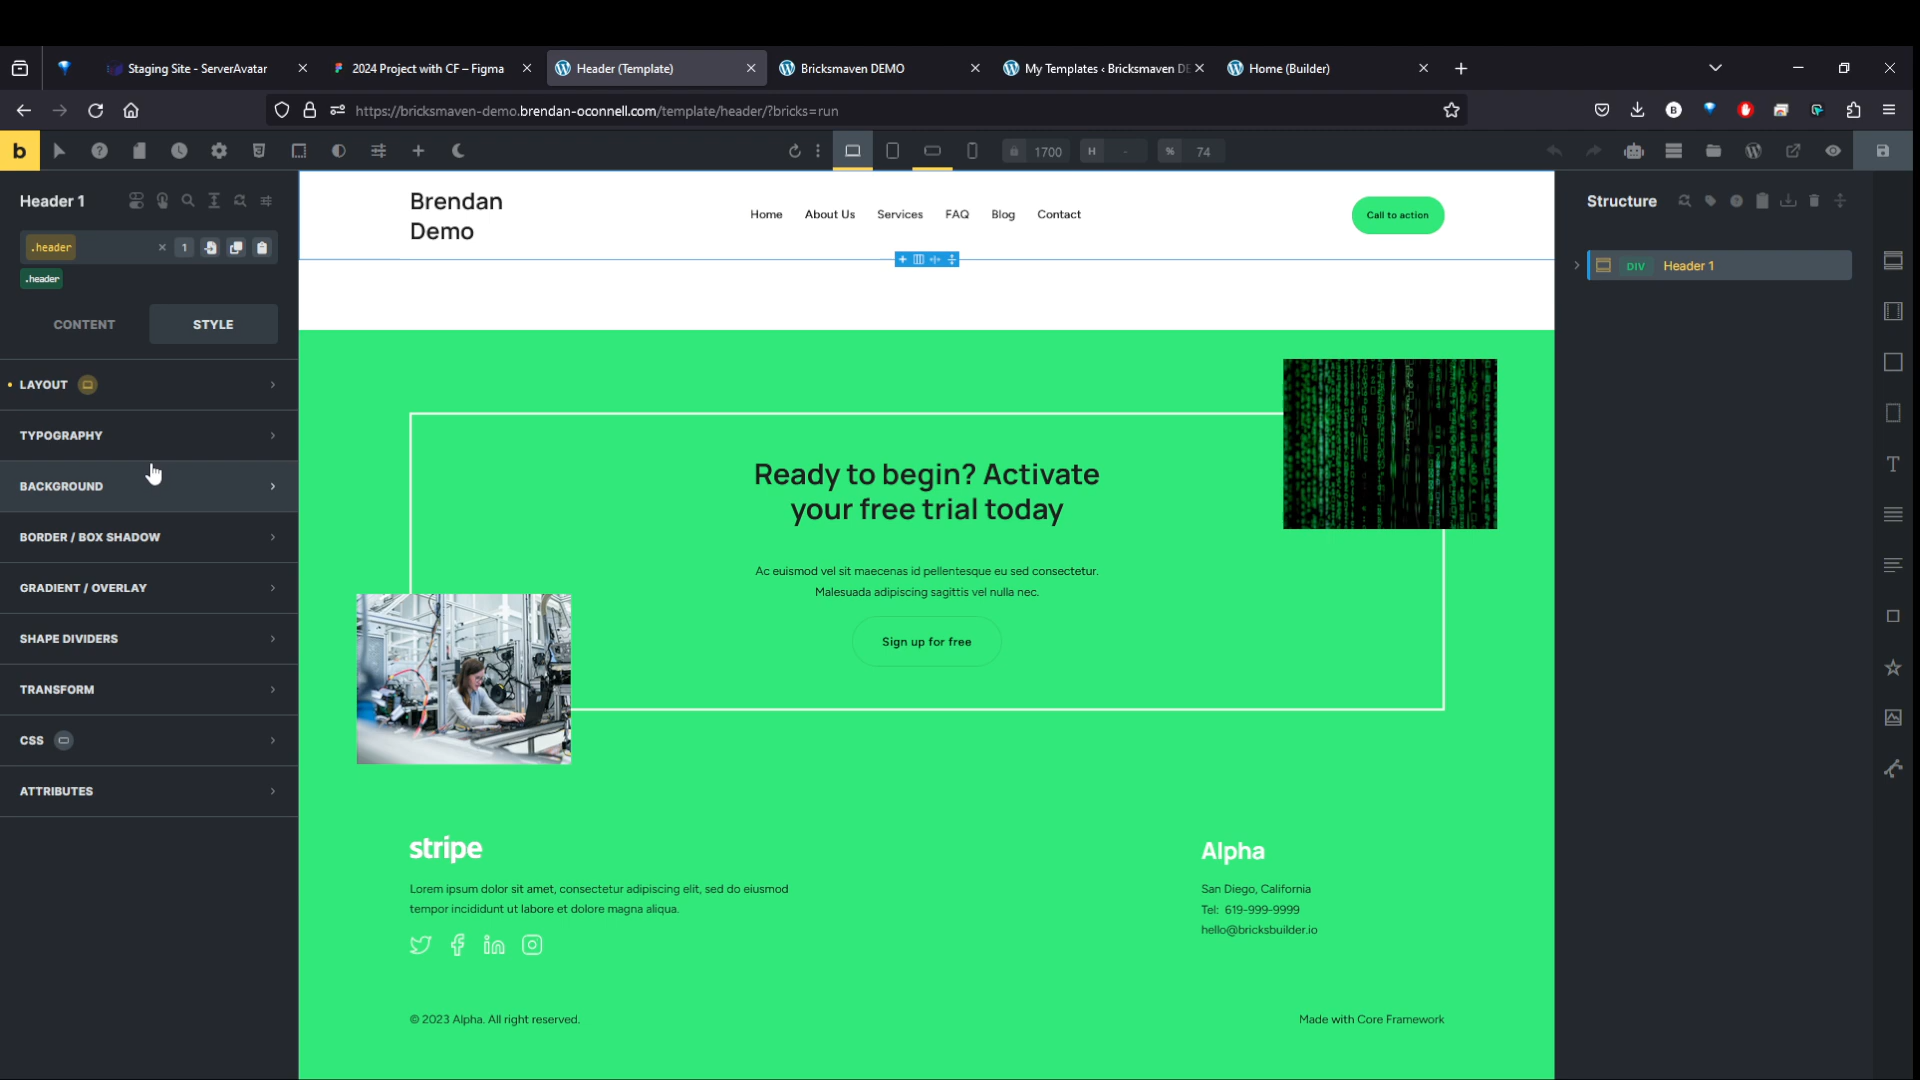 Staging Site - ServerAvatar
2024 Project with CF – Figma
Header (Template)
Bricksmaven DEMO
My Templates ‹ Bricksmaven DE
Home (Builder)
https://bricksmaven-demo.brendan-oconnell.com/template/header/?bricks=run
b
1700
H
-
%
74
Header 1
.header
1
.header
CONTENT
STYLE
LAYOUT
TYPOGRAPHY
BACKGROUND
BORDER / BOX SHADOW
GRADIENT / OVERLAY
SHAPE DIVIDERS
TRANSFORM
CSS
ATTRIBUTES
Brendan
Demo
Home
About Us
Services
FAQ
Blog
Contact
Call to action
Ready to begin? Activate
your free trial today
Ac euismod vel sit maecenas id pellentesque eu sed consectetur.
Malesuada adipiscing sagittis vel nulla nec.
Sign up for free
stripe
Lorem ipsum dolor sit amet, consectetur adipiscing elit, sed do eiusmod
tempor incididunt ut labore et dolore magna aliqua.
Alpha
San Diego, California
Tel: 619-999-9999
hello@bricksbuilder.io
© 2023 Alpha. All right reserved.
Made with Core Framework
Structure
DIV
Header 1